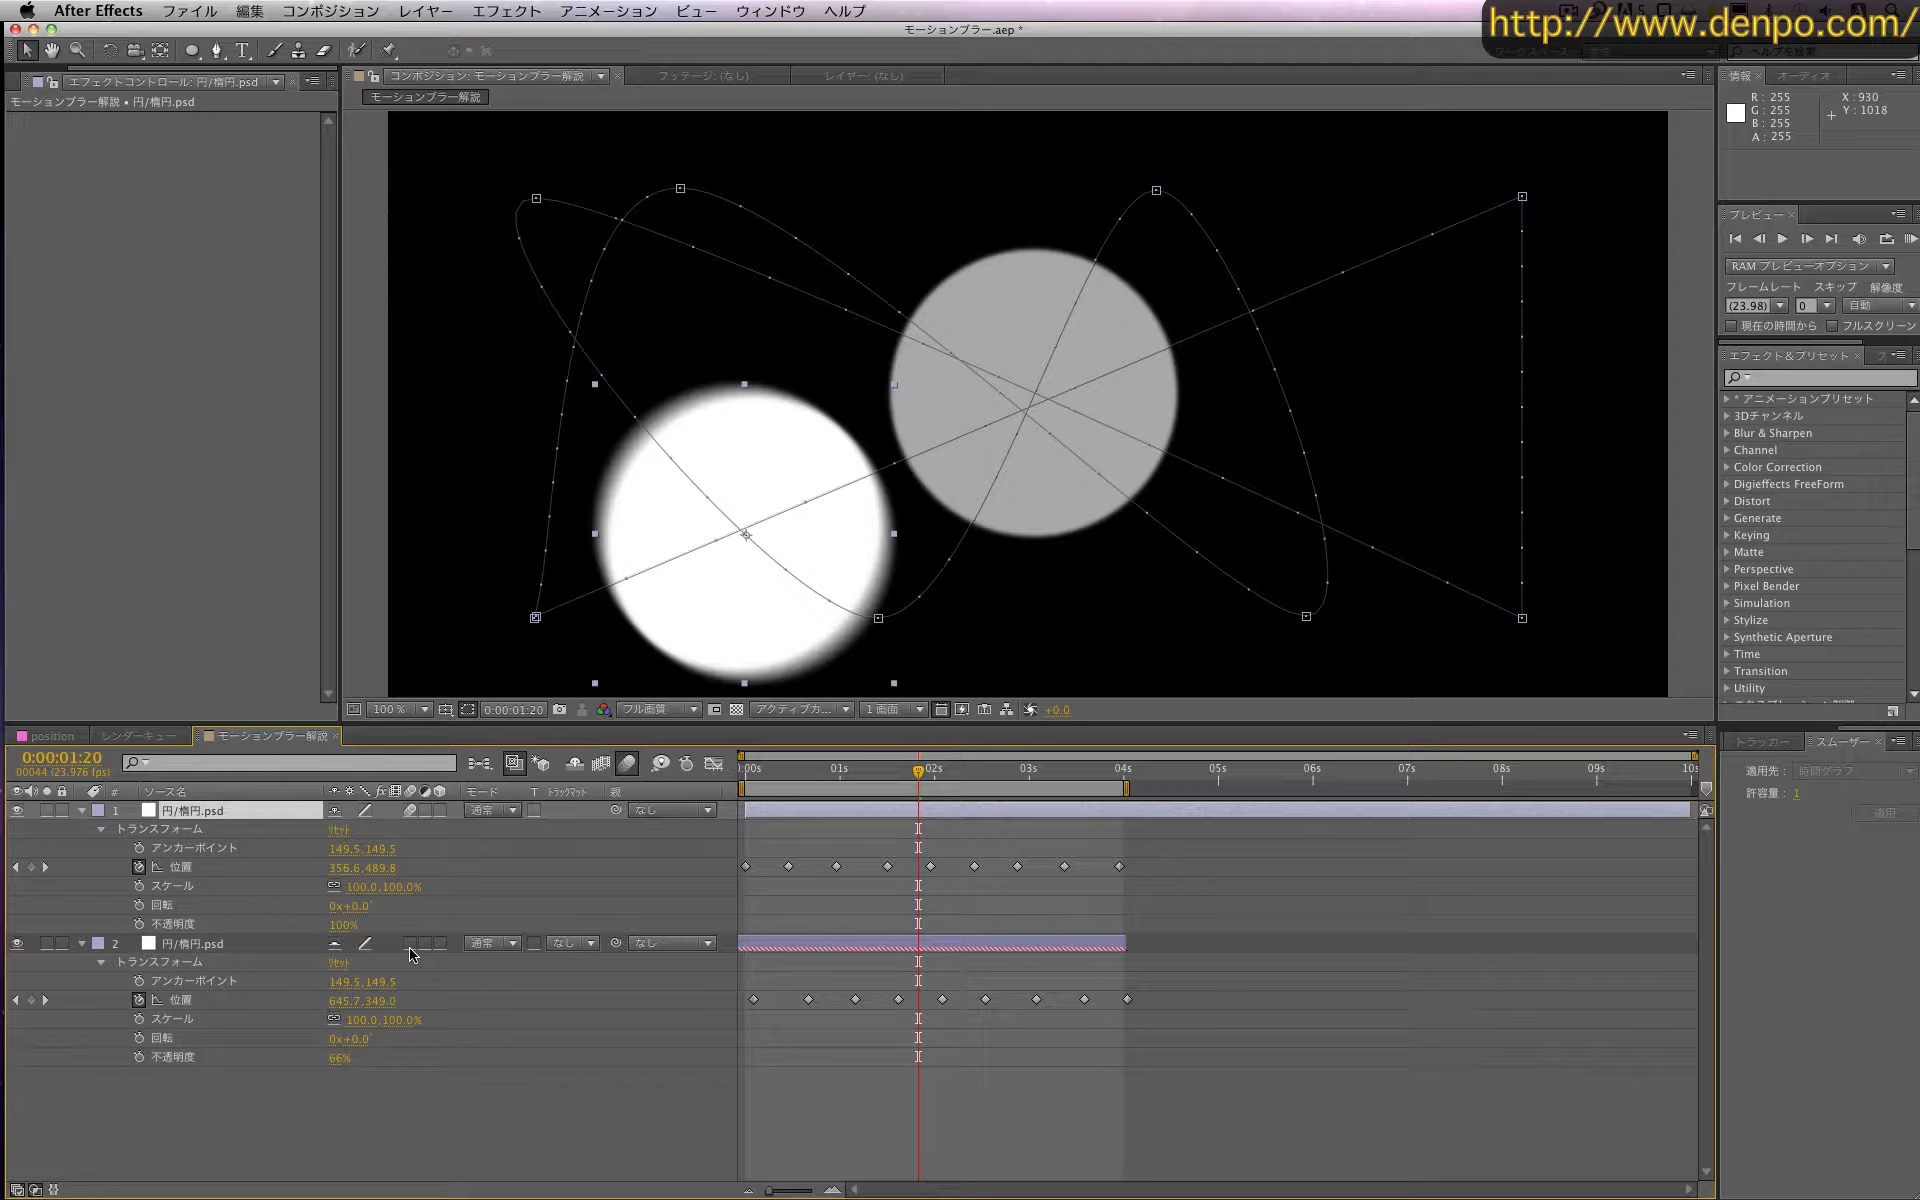 After Effects ファイル 編集 コンポジション レイヤー エフェクト アニメーション ビュー ウィンドウ ヘルプ
http://www.denpo.com/
モーションブラー.aep *
ヘルプを検索
エフェクトコントロール: 円/楕円.psd
モーションブラー解説 • 円/楕円.psd
コンポジション: モーションブラー解説
フッテージ: (なし)
レイヤー: (なし)
モーションブラー解説
情報 オーディオ
R : 255
G : 255
B : 255
A : 255
X : 930
Y : 1018
プレビュー
RAM プレビューオプション
フレームレート スキップ 解像度
(23.98) 0 自動
現在の時間から フルスクリーン
エフェクト&プリセット
* アニメーションプリセット
3Dチャンネル
Blur & Sharpen
Channel
Color Correction
Digieffects FreeForm
Distort
Generate
Keying
Matte
Perspective
Pixel Bender
Simulation
Stylize
Synthetic Aperture
Time
Transition
Utility
100 % 0:00:01:20 フル画質 アクティブカ... 1 画面 +0.0
position レンダーキュー モーションブラー解説
0:00:01:20
00044 (23.976 fps)
):00s 01s 02s 03s 04s 05s 06s 07s 08s 09s 10s
# ソース名 fx モード T トラックマット 親
1 円/楕円.psd 通常 なし
トランスフォーム リセット
アンカーポイント 149.5,149.5
位置 356.6,489.8
スケール 100.0,100.0%
回転 0x+0.0°
不透明度 100%
2 円/楕円.psd 通常 なし なし
トランスフォーム リセット
アンカーポイント 149.5,149.5
位置 645.7,349.0
スケール 100.0,100.0%
回転 0x+0.0°
不透明度 66%
トラッカー スムーザー
適用先 : 時間グラフ
許容量 : 1
適用